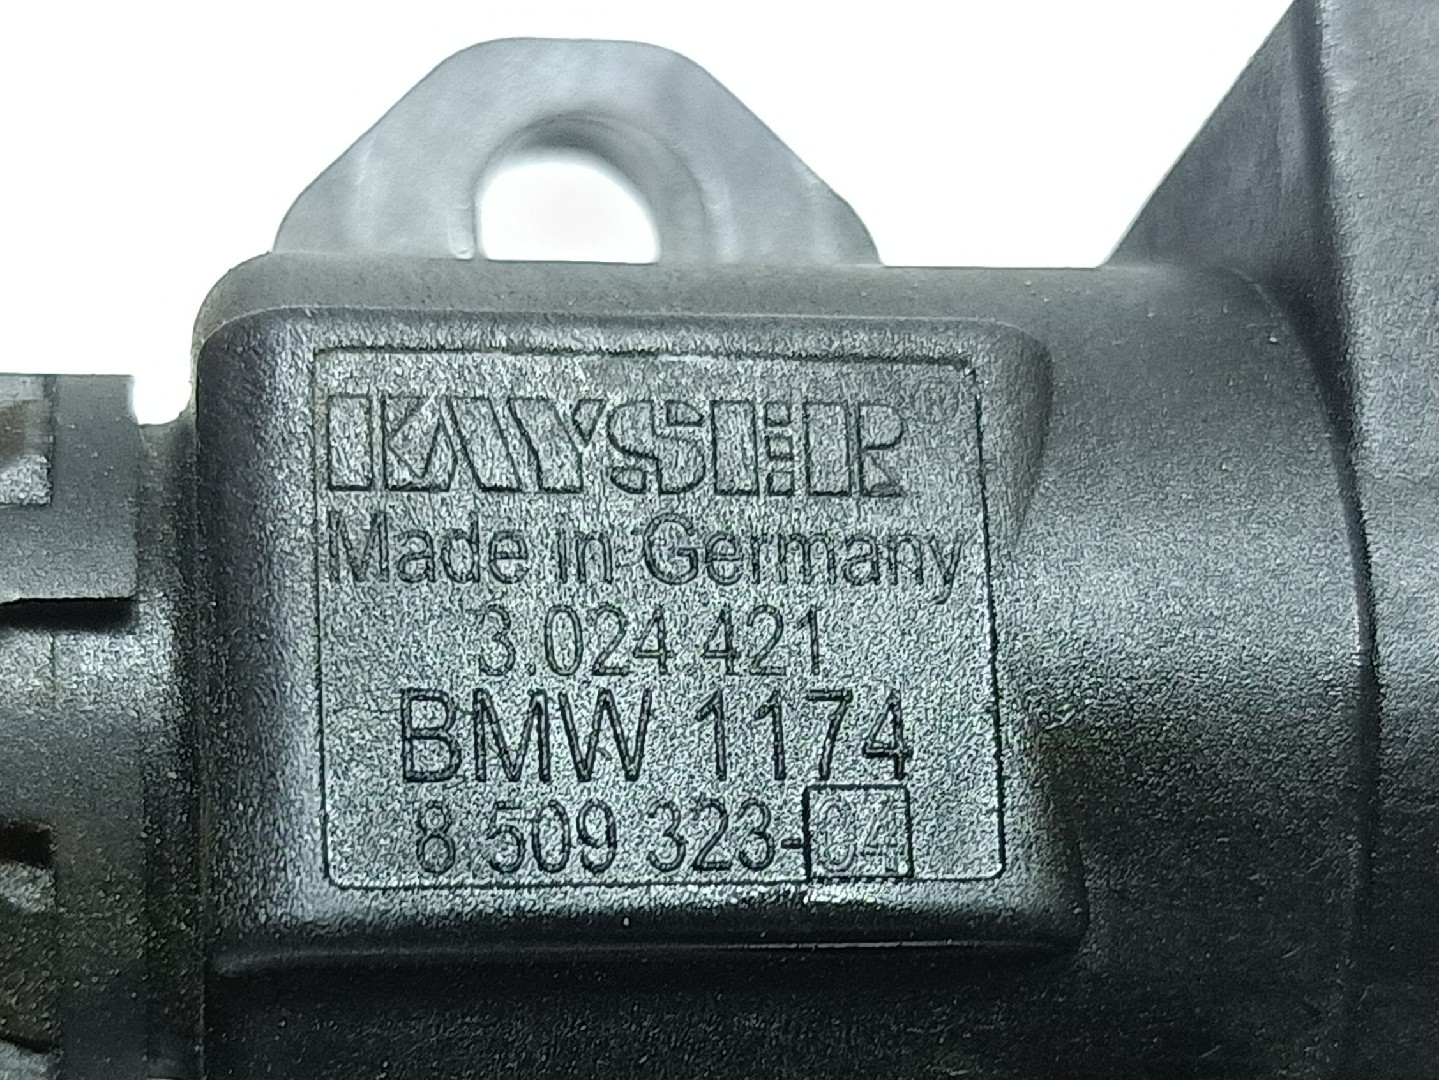 KAYSER
Made in Germany
3.024 421
BMW 1174
8 509 323-04